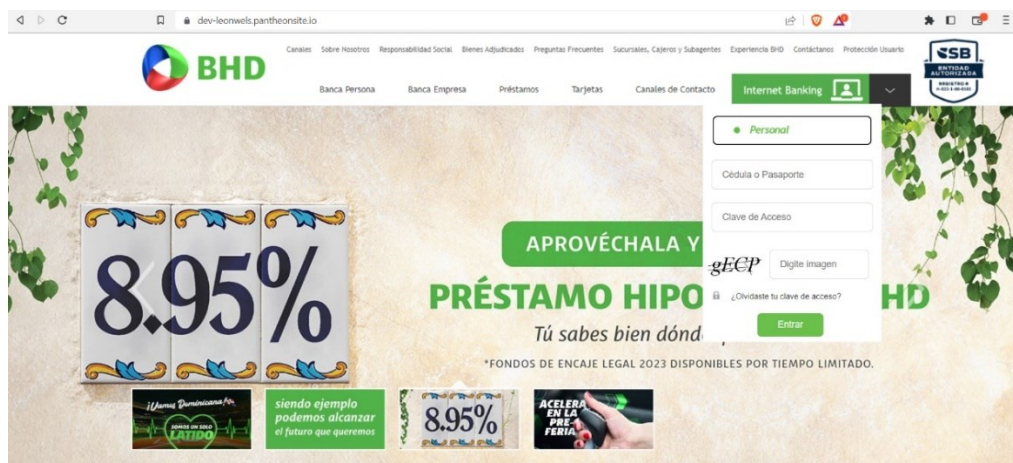 dev-leonwels.pantheonsite.io
Canales Sobre Nosotros Responsabilidad Social Bienes Adjudicados Preguntas Frecuentes Sucursales, Cajeros y Subagentes Experiencia BHD Contáctanos Protección Usuario
BHD
SB
ENTIDAD
AUTORIZADA
REGISTRO #
Banca Persona Banca Empresa Préstamos Tarjetas Canales de Contacto Internet Banking
Personal
Cédula o Pasaporte
Clave de Acceso
gECP Digite imagen
¿Olvidaste tu clave de acceso?
Entrar
8.95%
APROVÉCHALA Y
PRÉSTAMO HIPO HD
Tú sabes bien dónd
*FONDOS DE ENCAJE LEGAL 2023 DISPONIBLES POR TIEMPO LIMITADO.
¡Vamos Dominicana!
SOMOS UN SOLO
LATIDO
siendo ejemplo
podemos alcanzar
el futuro que queremos
8.95%
ACELERA
EN LA
PRE-
FERIA